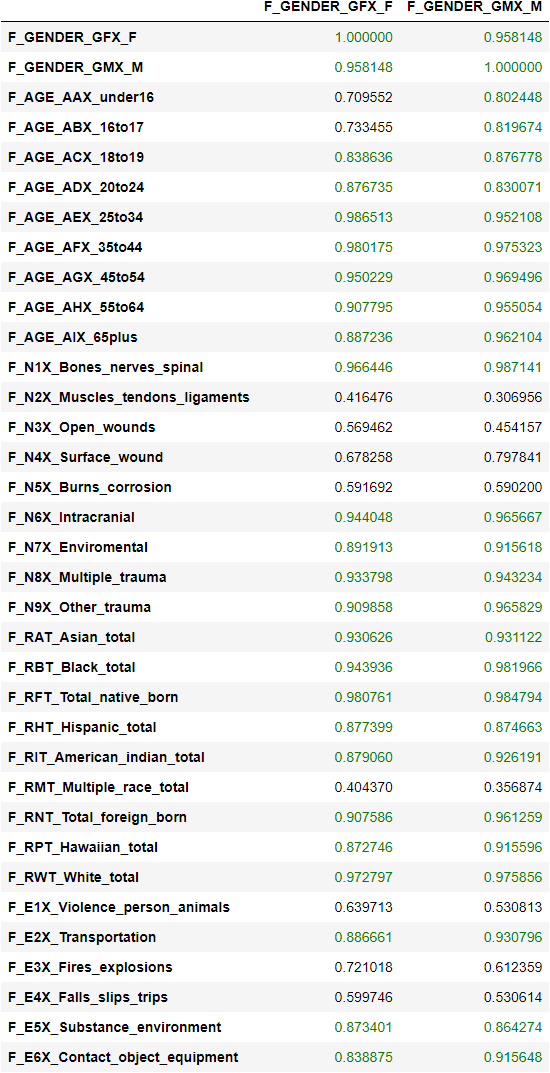 F_GENDER_GFX_F F_GENDER_GMX_M
F_GENDER_GFX_F 1.000000 0.958148
F_GENDER_GMX_M 0.958148 1.000000
F_AGE_AAX_under16 0.709552 0.802448
F_AGE_ABX_16to17 0.733455 0.819674
F_AGE_ACX_18to19 0.838636 0.876778
F_AGE_ADX_20to24 0.876735 0.830071
F_AGE_AEX_25to34 0.986513 0.952108
F_AGE_AFX_35to44 0.980175 0.975323
F_AGE_AGX_45to54 0.950229 0.969496
F_AGE_AHX_55to64 0.907795 0.955054
F_AGE_AIX_65plus 0.887236 0.962104
F_N1X_Bones_nerves_spinal 0.966446 0.987141
F_N2X_Muscles_tendons_ligaments 0.416476 0.306956
F_N3X_Open_wounds 0.569462 0.454157
F_N4X_Surface_wound 0.678258 0.797841
F_N5X_Burns_corrosion 0.591692 0.590200
F_N6X_Intracranial 0.944048 0.965667
F_N7X_Enviromental 0.891913 0.915618
F_N8X_Multiple_trauma 0.933798 0.943234
F_N9X_Other_trauma 0.909858 0.965829
F_RAT_Asian_total 0.930626 0.931122
F_RBT_Black_total 0.943936 0.981966
F_RFT_Total_native_born 0.980761 0.984794
F_RHT_Hispanic_total 0.877399 0.874663
F_RIT_American_indian_total 0.879060 0.926191
F_RMT_Multiple_race_total 0.404370 0.356874
F_RNT_Total_foreign_born 0.907586 0.961259
F_RPT_Hawaiian_total 0.872746 0.915596
F_RWT_White_total 0.972797 0.975856
F_E1X_Violence_person_animals 0.639713 0.530813
F_E2X_Transportation 0.886661 0.930796
F_E3X_Fires_explosions 0.721018 0.612359
F_E4X_Falls_slips_trips 0.599746 0.530614
F_E5X_Substance_environment 0.873401 0.864274
F_E6X_Contact_object_equipment 0.838875 0.915648